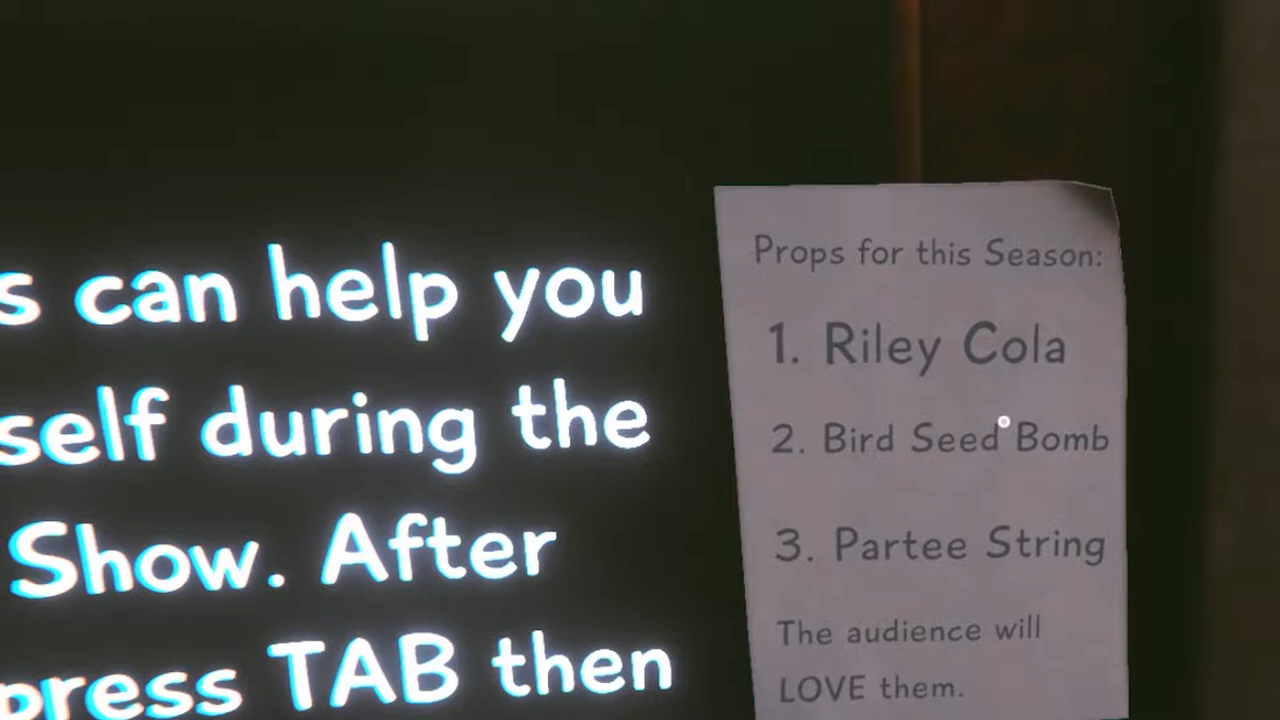 s can help you
self during the
Show. After
press TAB then
Props for this Season:
1. Riley Cola
2. Bird Seed Bomb
3. Partee String
The audience will
LOVE them.